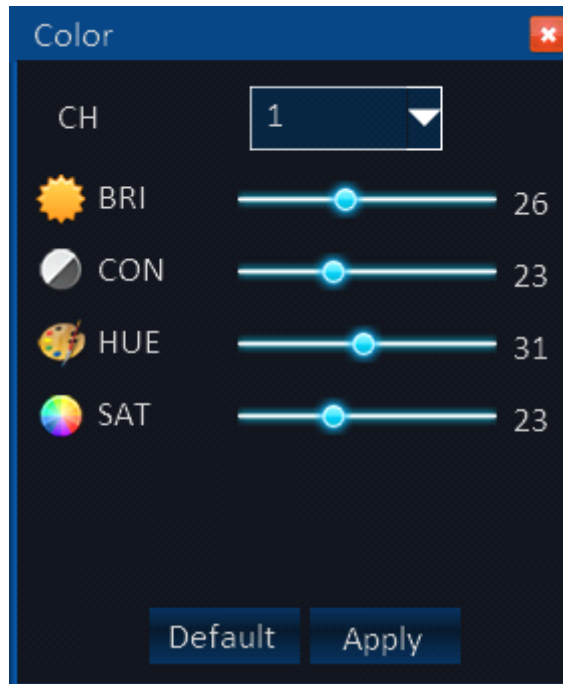 Color
CH 1
BRI 26
CON 23
HUE 31
SAT 23
Default Apply